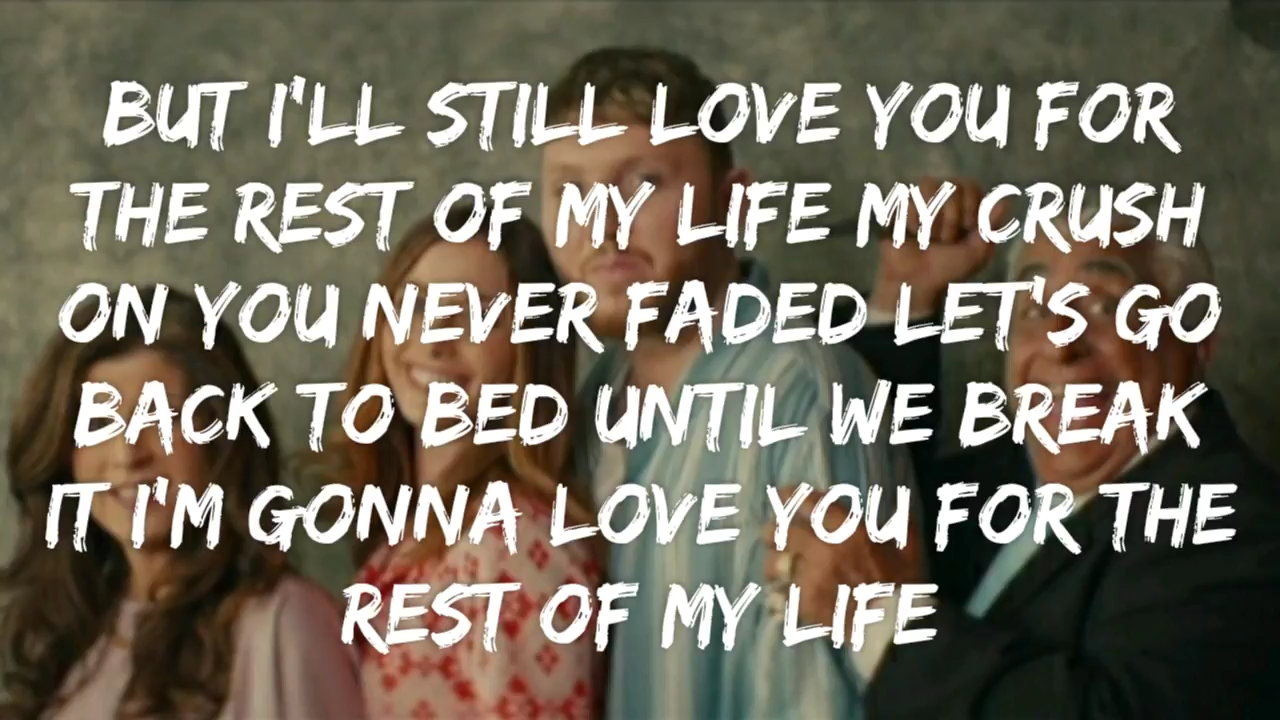 BUT I'LL STILL LOVE YOU FOR
THE REST OF MY LIFE MY CRUSH
ON YOU NEVER FADED LET'S GO
BACK TO BED UNTIL WE BREAK
IT I'M GONNA LOVE YOU FOR THE
REST OF MY LIFE